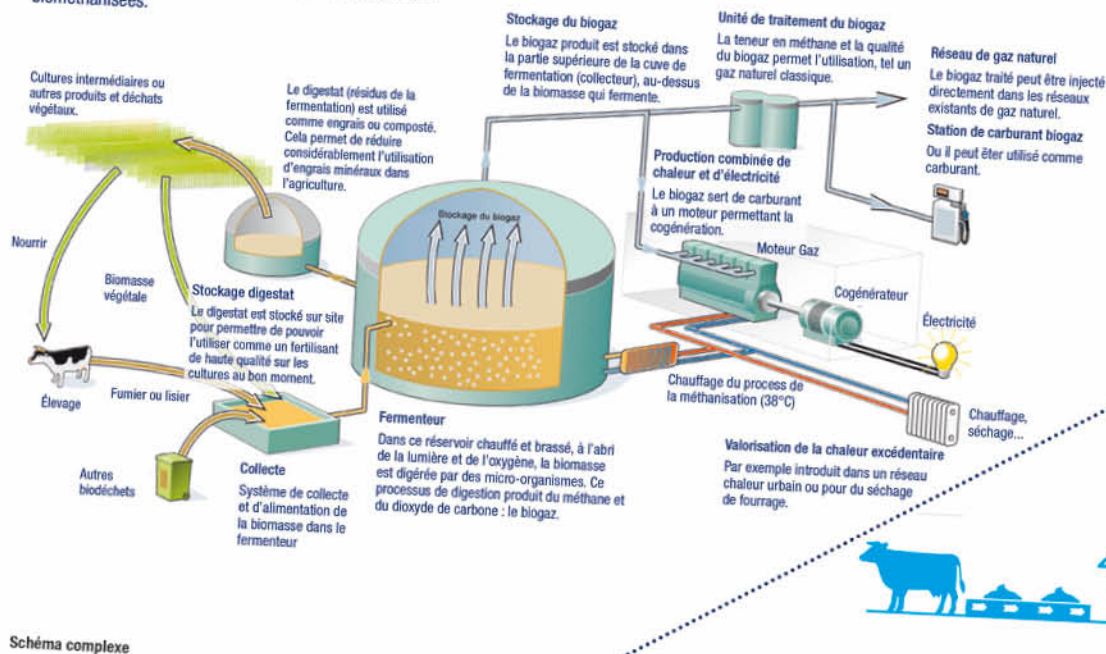 biométhanisées.
Cultures intermédiaires ou
autres produits et déchats
végétaux.
Le digestat (résidus de la
fermentation) est utilisé
comme engrais ou composté.
Cela permet de réduire
considérablement l'utilisation
d'engrais minéraux dans
l'agriculture.
Stockage du biogaz
Le biogaz produit est stocké dans
la partie supérieure de la cuve de
fermentation (collecteur), au-dessus
de la biomasse qui fermente.
Unité de traitement du biogaz
La teneur en méthane et la qualité
du biogaz permet l'utilisation, tel un
gaz naturel classique.
Réseau de gaz naturel
Le biogaz traité peut être injecté
directement dans les réseaux
existants de gaz naturel.
Station de carburant biogaz
Ou il peut êter utilisé comme
carburant.
Production combinée de
chaleur et d'électricité
Le biogaz sert de carburant
à un moteur permettant la
cogénération.
Moteur Gaz
Cogénérateur
Électricité
Stockage du biogaz
Nourrir
Biomasse
végétale
Stockage digestat
Le digestat est stocké sur site
pour permettre de pouvoir
l'utiliser comme un fertilisant
de haute qualité sur les
cultures au bon moment.
Élevage
Fumier ou lisier
Autres
biodéchets
Collecte
Système de collecte
et d'alimentation de
la biomasse dans le
fermenteur
Fermenteur
Dans ce réservoir chauffé et brassé, à l'abri
de la lumière et de l'oxygène, la biomasse
est digérée par des micro-organismes. Ce
processus de digestion produit du méthane et
du dioxyde de carbone : le biogaz.
Chauffage du process de
la méthanisation (38°C)
Chauffage,
séchage...
Valorisation de la chaleur excédentaire
Par exemple introduit dans un réseau
chaleur urbain ou pour du séchage
de fourrage.
Schéma complexe